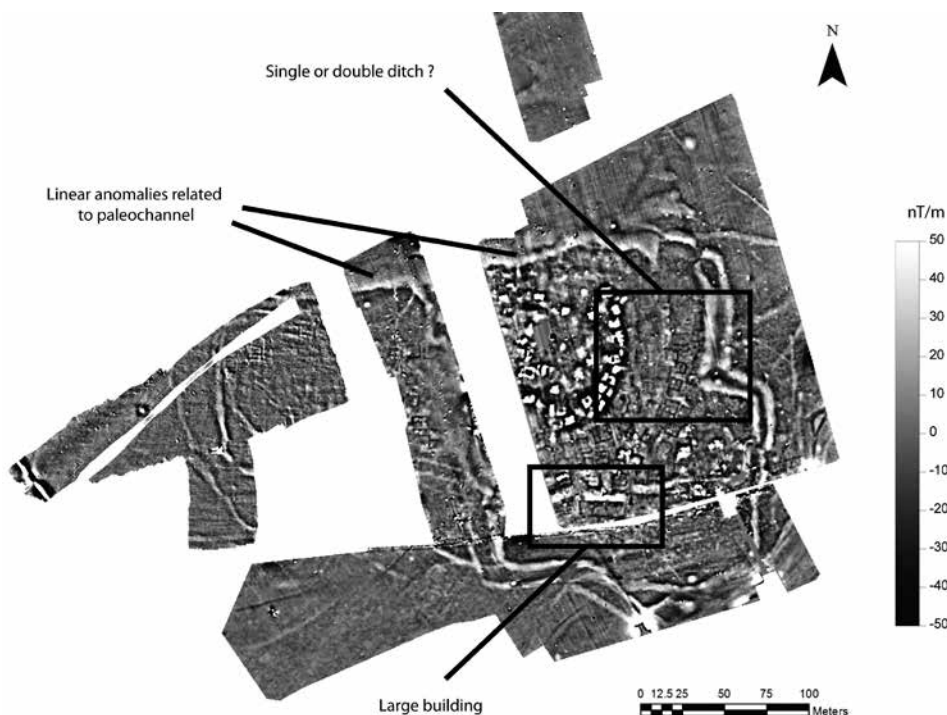 N
Single or double ditch ?
Linear anomalies related
to paleochannel
nT/m
50
40
30
20
10
0
-10
-20
-30
-40
-50
Large building
0 12.5 25 50 75 100
Meters